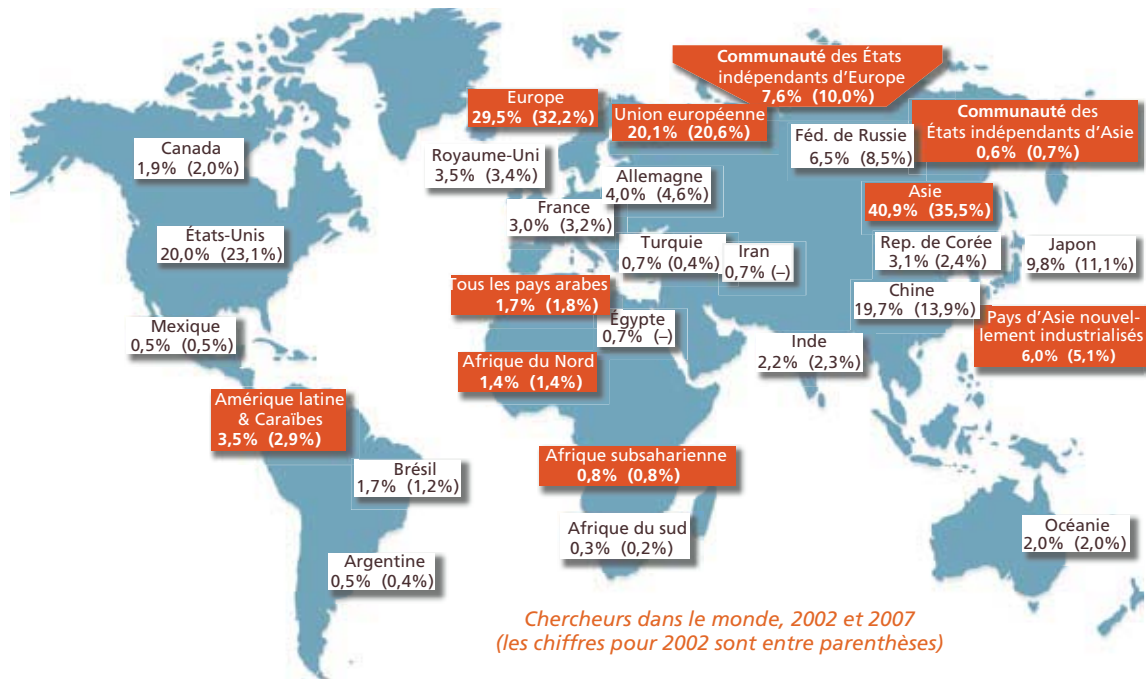 Communauté des États
indépendants d'Europe
7,6% (10,0%)
Europe
29,5% (32,2%)
Union européenne
20,1% (20,6%)
Communauté des
États indépendants d'Asie
0,6% (0,7%)
Féd. de Russie
6,5% (8,5%)
Canada
1,9% (2,0%)
Royaume-Uni
3,5% (3,4%)
Allemagne
4,0% (4,6%)
Asie
40,9% (35,5%)
France
3,0% (3,2%)
États-Unis
20,0% (23,1%)
Turquie
0,7% (0,4%)
Iran
0,7% (–)
Rep. de Corée
3,1% (2,4%)
Japon
9,8% (11,1%)
Tous les pays arabes
1,7% (1,8%)
Chine
19,7% (13,9%)
Mexique
0,5% (0,5%)
Égypte
0,7% (–)
Inde
2,2% (2,3%)
Pays d'Asie nouvel-
lement industrialisés
6,0% (5,1%)
Afrique du Nord
1,4% (1,4%)
Amérique latine
& Caraïbes
3,5% (2,9%)
Afrique subsaharienne
0,8% (0,8%)
Brésil
1,7% (1,2%)
Afrique du sud
0,3% (0,2%)
Océanie
2,0% (2,0%)
Argentine
0,5% (0,4%)
Chercheurs dans le monde, 2002 et 2007
(les chiffres pour 2002 sont entre parenthèses)